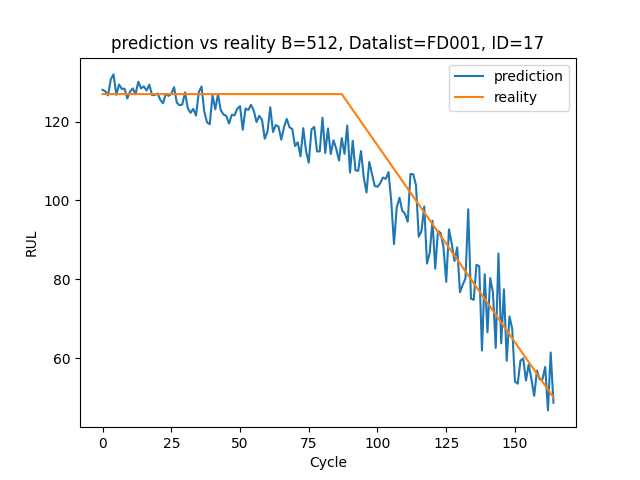 prediction vs reality B=512, Datalist=FD001, ID=17
prediction
reality
RUL
120
100
80
60
0 25 50 75 100 125 150
Cycle